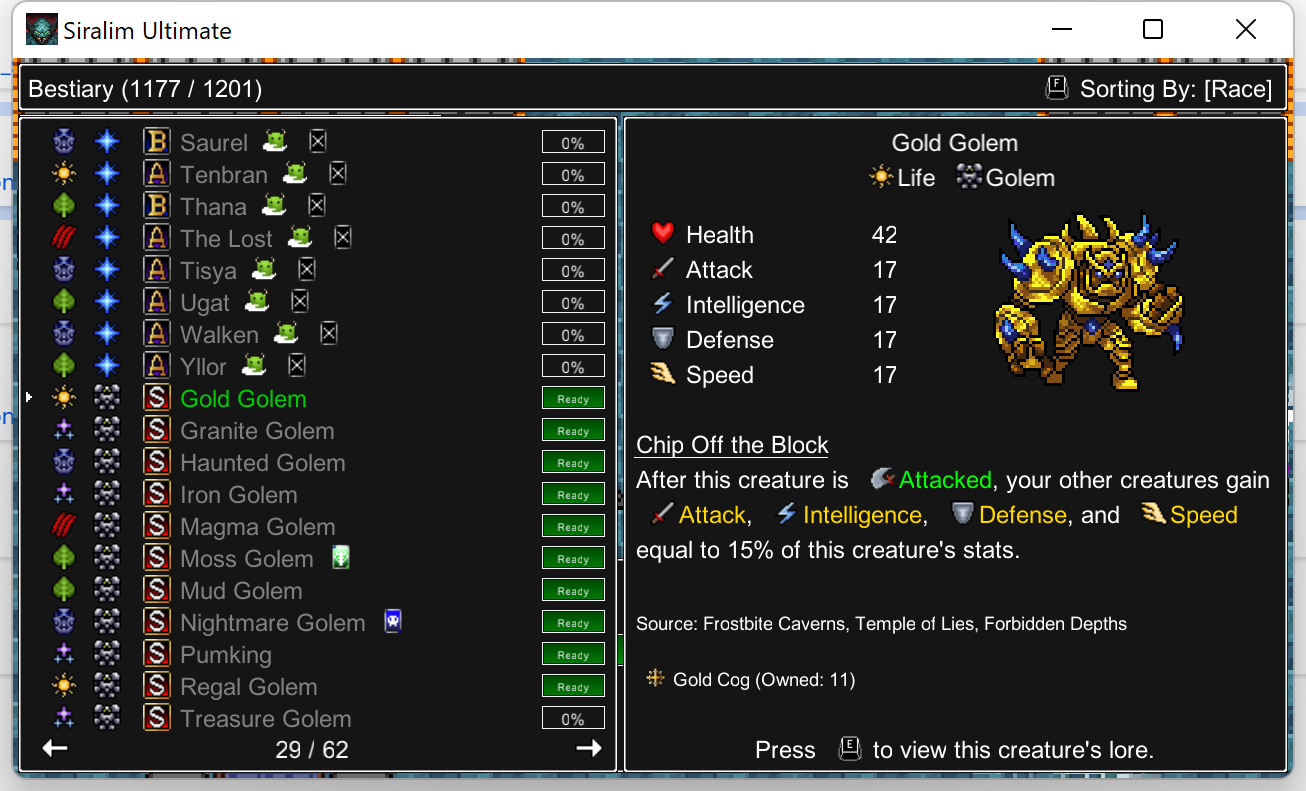 Siralim Ultimate
Bestiary (1177 / 1201)
F Sorting By: [Race]
B Saurel 0%
A Tenbran 0%
B Thana 0%
A The Lost 0%
A Tisya 0%
A Ugat 0%
A Walken 0%
A Yllor 0%
S Gold Golem Ready
S Granite Golem Ready
S Haunted Golem Ready
S Iron Golem Ready
S Magma Golem Ready
S Moss Golem Ready
S Mud Golem Ready
S Nightmare Golem Ready
S Pumking Ready
S Regal Golem Ready
S Treasure Golem 0%
29 / 62
Gold Golem
Life Golem
Health 42
Attack 17
Intelligence 17
Defense 17
Speed 17
Chip Off the Block
After this creature is Attacked, your other creatures gain
Attack, Intelligence, Defense, and Speed
equal to 15% of this creature's stats.
Source: Frostbite Caverns, Temple of Lies, Forbidden Depths
Gold Cog (Owned: 11)
Press E to view this creature's lore.